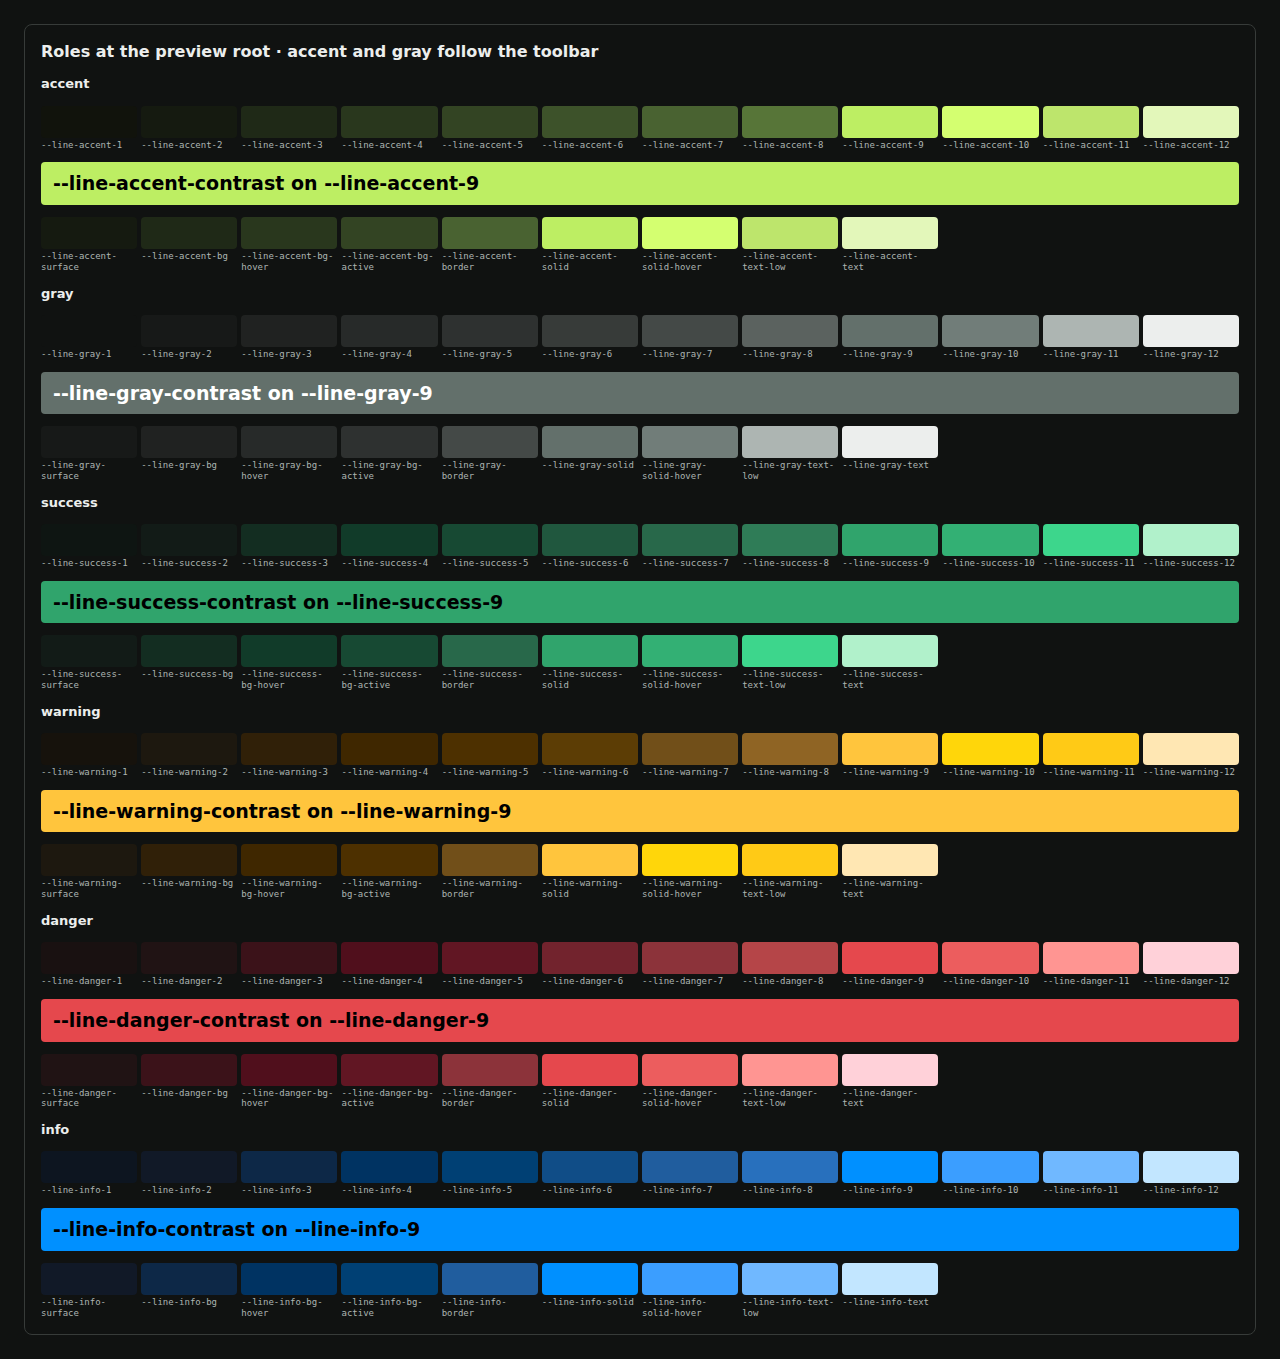 Roles at the preview root · accent and gray follow the toolbar
accent
--line-accent-1 --line-accent-2 --line-accent-3 --line-accent-4 --line-accent-5 --line-accent-6 --line-accent-7 --line-accent-8 --line-accent-9 --line-accent-10 --line-accent-11 --line-accent-12
--line-accent-contrast on --line-accent-9
--line-accent- --line-accent-bg --line-accent-bg- --line-accent-bg- --line-accent- --line-accent- --line-accent- --line-accent- --line-accent-
surface hover active border solid solid-hover text-low text
gray
--line-gray-1 --line-gray-2 --line-gray-3 --line-gray-4 --line-gray-5 --line-gray-6 --line-gray-7 --line-gray-8 --line-gray-9 --line-gray-10 --line-gray-11 --line-gray-12
--line-gray-contrast on --line-gray-9
--line-gray- --line-gray-bg --line-gray-bg- --line-gray-bg- --line-gray- --line-gray-solid --line-gray- --line-gray-text- --line-gray-text
surface hover active border solid-hover low
success
--line-success-1 --line-success-2 --line-success-3 --line-success-4 --line-success-5 --line-success-6 --line-success-7 --line-success-8 --line-success-9 --line-success-10 --line-success-11 --line-success-12
--line-success-contrast on --line-success-9
--line-success- --line-success-bg --line-success- --line-success- --line-success- --line-success- --line-success- --line-success- --line-success-
surface bg-hover bg-active border solid solid-hover text-low text
warning
--line-warning-1 --line-warning-2 --line-warning-3 --line-warning-4 --line-warning-5 --line-warning-6 --line-warning-7 --line-warning-8 --line-warning-9 --line-warning-10 --line-warning-11 --line-warning-12
--line-warning-contrast on --line-warning-9
--line-warning- --line-warning-bg --line-warning- --line-warning- --line-warning- --line-warning- --line-warning- --line-warning- --line-warning-
surface bg-hover bg-active border solid solid-hover text-low text
danger
--line-danger-1 --line-danger-2 --line-danger-3 --line-danger-4 --line-danger-5 --line-danger-6 --line-danger-7 --line-danger-8 --line-danger-9 --line-danger-10 --line-danger-11 --line-danger-12
--line-danger-contrast on --line-danger-9
--line-danger- --line-danger-bg --line-danger-bg- --line-danger-bg- --line-danger- --line-danger- --line-danger- --line-danger- --line-danger-
surface hover active border solid solid-hover text-low text
info
--line-info-1 --line-info-2 --line-info-3 --line-info-4 --line-info-5 --line-info-6 --line-info-7 --line-info-8 --line-info-9 --line-info-10 --line-info-11 --line-info-12
--line-info-contrast on --line-info-9
--line-info- --line-info-bg --line-info-bg- --line-info-bg- --line-info- --line-info-solid --line-info- --line-info-text- --line-info-text
surface hover active border solid-hover low